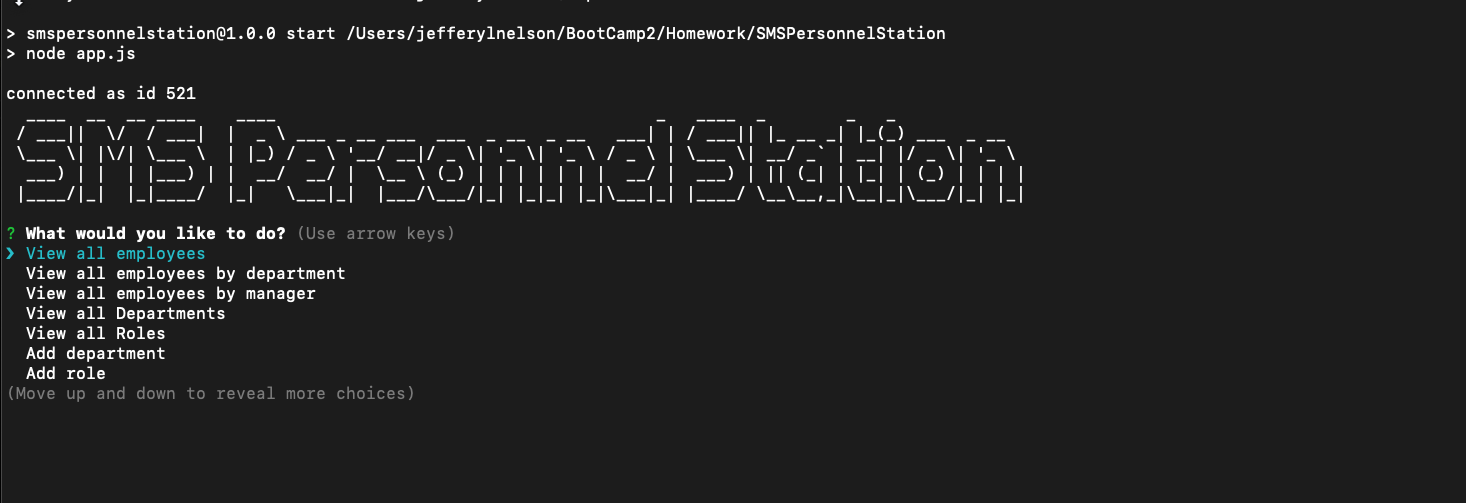 > smspersonnelstation@1.0.0 start /Users/jefferylnelson/BootCamp2/Homework/SMSPersonnelStation
> node app.js
connected as id 521
SMS Personnel Station
? What would you like to do? (Use arrow keys)
❯ View all employees
View all employees by department
View all employees by manager
View all Departments
View all Roles
Add department
Add role
(Move up and down to reveal more choices)